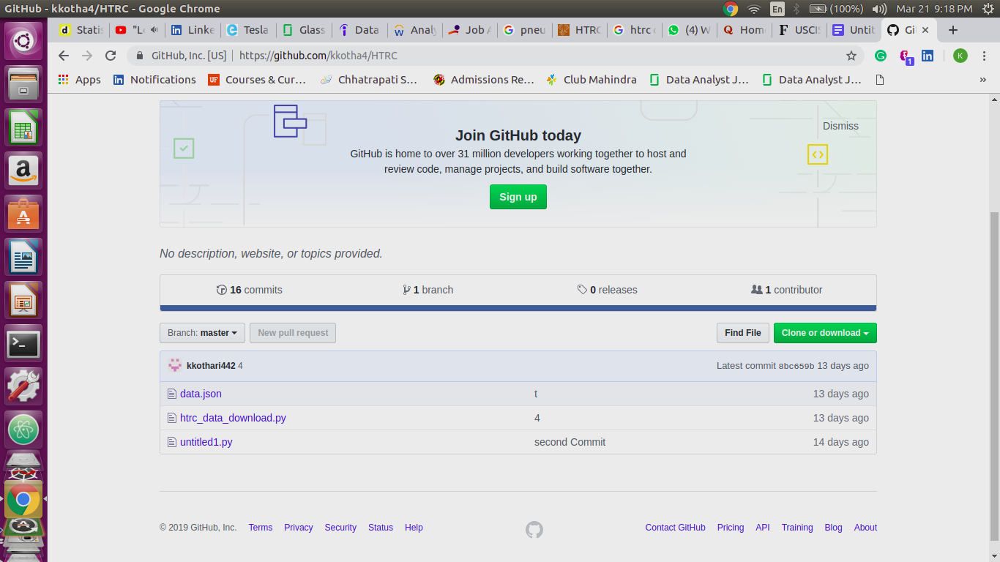 GitHub - kkotha4/HTRC - Google Chrome
En (100%) Mar 21 9:18 PM
Statis "Lo Linke Tesla Glass Data Analy Job A pneu HTRC htrc d (4) W Home USCIS Untit Gi
GitHub, Inc. [US] https://github.com/kkotha4/HTRC
1 K
Apps Notifications Courses & Cur... Chhatrapati S... Admissions Re... Club Mahindra Data Analyst J... Data Analyst J... »
Dismiss
Join GitHub today
GitHub is home to over 31 million developers working together to host and
review code, manage projects, and build software together.
Sign up
No description, website, or topics provided.
16 commits 1 branch 0 releases 1 contributor
Branch: master New pull request Find File Clone or download
kkothari442 4 Latest commit 8bc659b 13 days ago
data.json t 13 days ago
htrc_data_download.py 4 13 days ago
untitled1.py second Commit 14 days ago
© 2019 GitHub, Inc. Terms Privacy Security Status Help Contact GitHub Pricing API Training Blog About